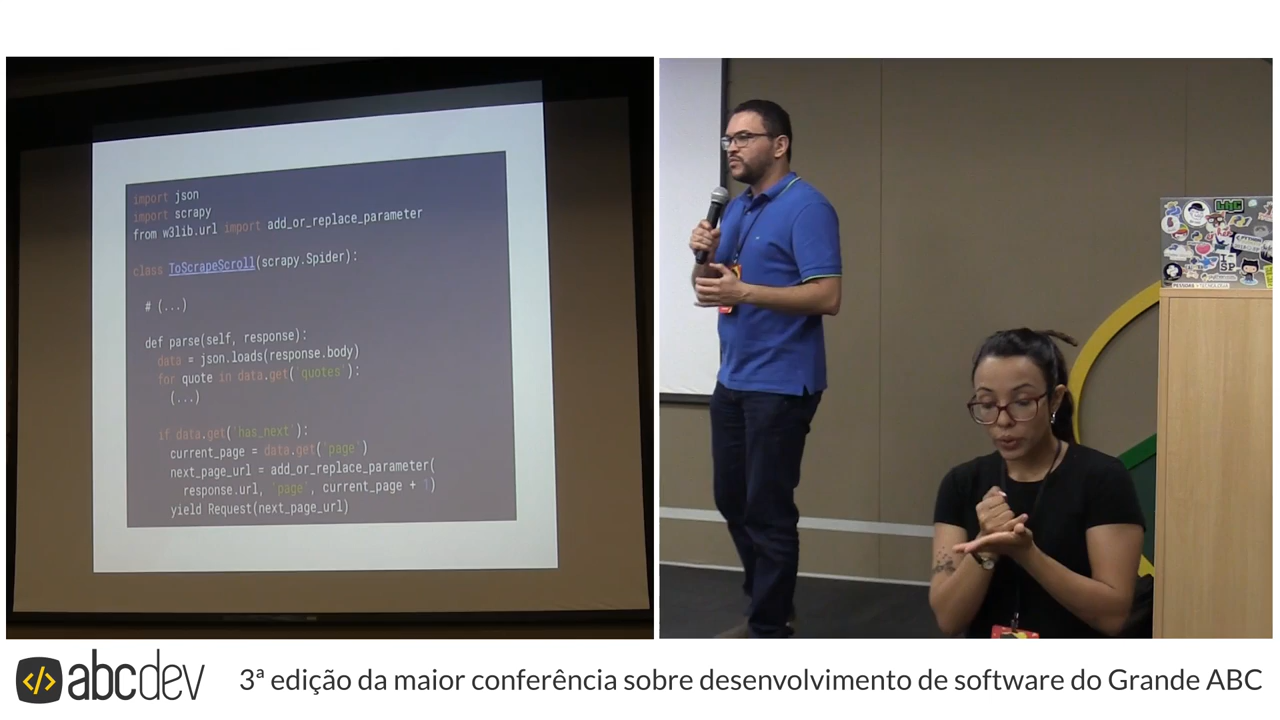 import json
import scrapy
from w3lib.url import add_or_replace_parameter
class ToScrapeScroll(scrapy.Spider):
# (...)
def parse(self, response):
data = json.loads(response.body)
for quote in data.get('quotes'):
(...)
if data.get('has_next'):
current_page = data.get('page')
next_page_url = add_or_replace_parameter(
response.url, 'page', current_page + 1)
yield Request(next_page_url)
SP
PESSOAS
</> abcdev
3ª edição da maior conferência sobre desenvolvimento de software do Grande ABC